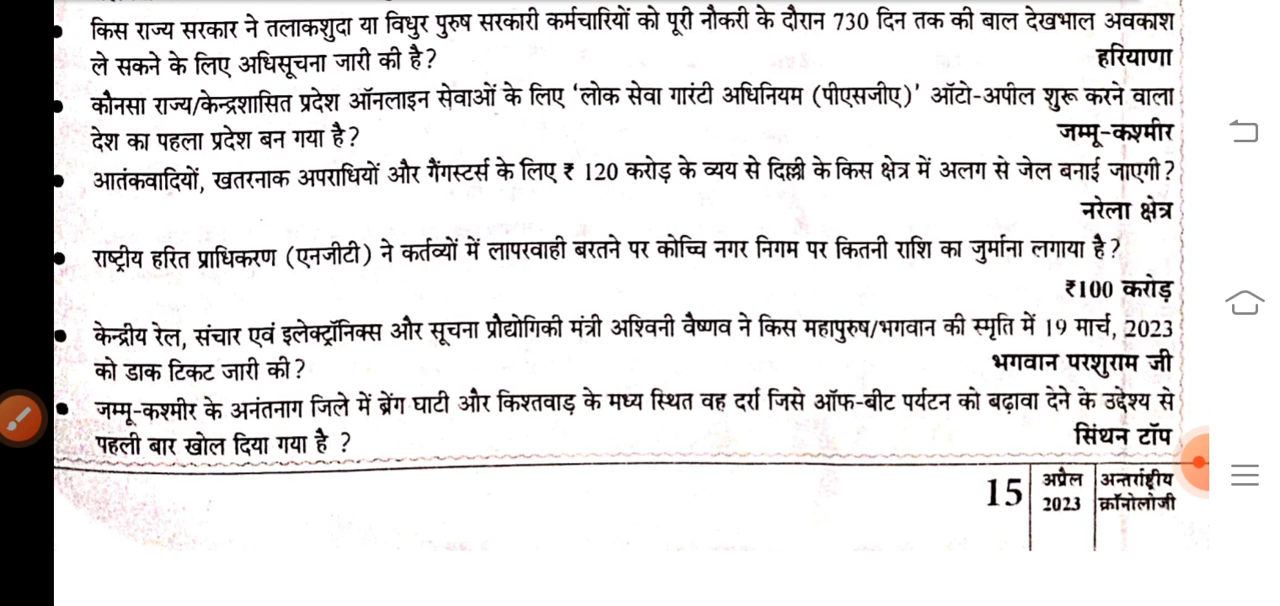 किस राज्य सरकार ने तलाकशुदा या विधुर पुरुष सरकारी कर्मचारियों को पूरी नौकरी के दौरान 730 दिन तक की बाल देखभाल अवकाश
ले सकने के लिए अधिसूचना जारी की है?
हरियाणा
कौनसा राज्य/केन्द्रशासित प्रदेश ऑनलाइन सेवाओं के लिए 'लोक सेवा गारंटी अधिनियम (पीएसजीए)' ऑटो-अपील शुरू करने वाला
देश का पहला प्रदेश बन गया है?
जम्मू-कश्मीर
आतंकवादियों, खतरनाक अपराधियों और गैंगस्टर्स के लिए ₹ 120 करोड़ के व्यय से दिल्ली के किस क्षेत्र में अलग से जेल बनाई जाएगी?
नरेला क्षेत्र
राष्ट्रीय हरित प्राधिकरण (एनजीटी) ने कर्तव्यों में लापरवाही बरतने पर कोच्चि नगर निगम पर कितनी राशि का जुर्माना लगाया है?
₹100 करोड़
केन्द्रीय रेल, संचार एवं इलेक्ट्रॉनिक्स और सूचना प्रौद्योगिकी मंत्री अश्विनी वैष्णव ने किस महापुरुष/भगवान की स्मृति में 19 मार्च, 2023
को डाक टिकट जारी की?
भगवान परशुराम जी
जम्मू-कश्मीर के अनंतनाग जिले में ब्रेंग घाटी और किश्तवाड़ के मध्य स्थित वह दर्रा जिसे ऑफ-बीट पर्यटन को बढ़ावा देने के उद्देश्य से
पहली बार खोल दिया गया है ?
सिंथन टॉप
15
अप्रैल
2023
अन्तर्राष्ट्रीय
क्रॉनोलोजी